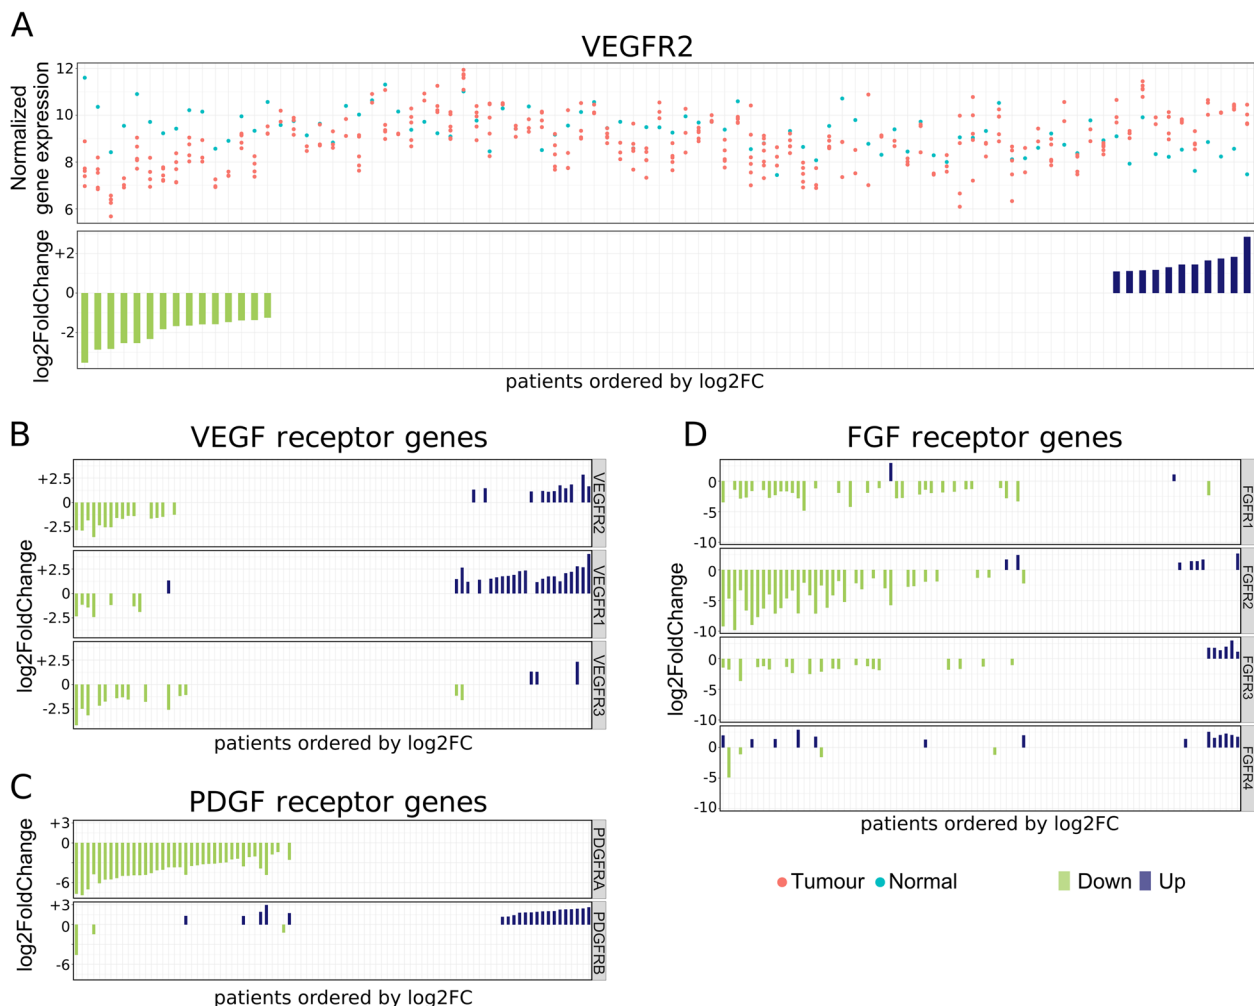 A
VEGFR2
Normalized
gene expression
12
10
8
6
log2FoldChange
+2
0
-2
patients ordered by log2FC
B
VEGF receptor genes
log2FoldChange
+2.5
0
-2.5
VEGFR2
+2.5
0
-2.5
VEGFR1
+2.5
0
-2.5
VEGFR3
patients ordered by log2FC
C
PDGF receptor genes
log2FoldChange
+3
0
-6
PDGFRA
+3
0
-6
PDGFRB
patients ordered by log2FC
D
FGF receptor genes
log2FoldChange
0
-5
-10
FGFR1
0
-5
-10
FGFR2
0
-5
-10
FGFR3
0
-5
-10
FGFR4
patients ordered by log2FC
Tumour Normal Down Up